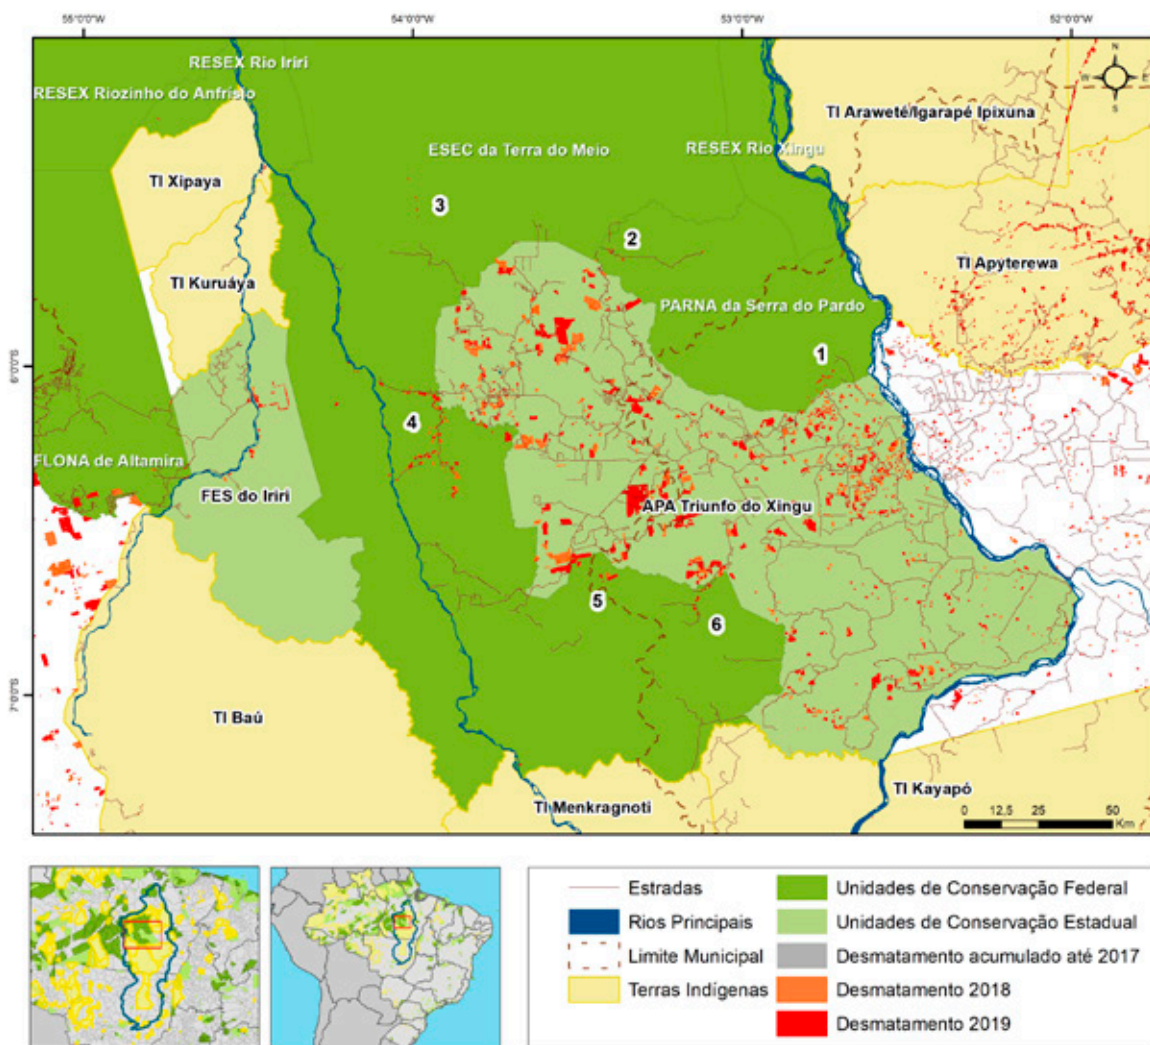 55°0'0"W
54°0'0"W
53°0'0"W
52°0'0"W
RESEX Rio Iriri
N
W
E
S
RESEX Riozinho do Anfrísio
TI Araweté/Igarapé Ipixuna
ESEC da Terra do Meio
RESEX Rio Xingu
TI Xipaya
3
2
TI Apyterewa
TI Kuruáya
PARNA da Serra do Pardo
1
6°0'0"S
4
FLONA de Altamira
FES do Iriri
APA Triunfo do Xingu
5
6
7°0'0"S
TI Baú
TI Menkragnoti
TI Kayapó
0 12,5 25 50
Km
Estradas
Rios Principais
Limite Municipal
Terras Indígenas
Unidades de Conservação Federal
Unidades de Conservação Estadual
Desmatamento acumulado até 2017
Desmatamento 2018
Desmatamento 2019